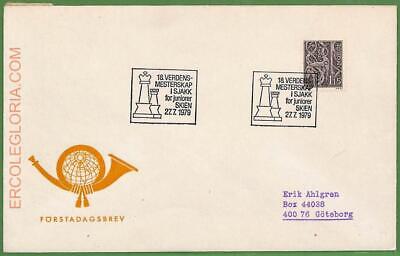 ERCOLEGLORIA.COM
18. VERDENS-
MESTERSKAP
I SJAKK
for juniorer
SKIEN
27.7. 1979
18. VERDENS-
MESTERSKAP
I SJAKK
for juniorer
SKIEN
27.7. 1979
FÖRSTADAGSBREV
Erik Ahlgren
Box 44038
400 76 Göteborg